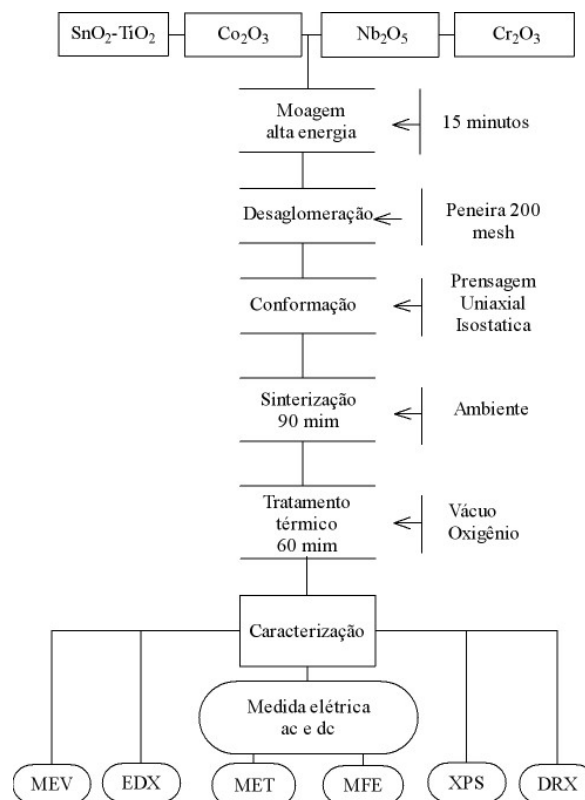 SnO₂-TiO₂
Co₂O₃
Nb₂O₅
Cr₂O₃
Moagem
alta energia
15 minutos
Desaglomeração
Peneira 200
mesh
Conformação
Prensagem
Uniaxial
Isostatica
Sinterização
90 mim
Ambiente
Tratamento
térmico
60 mim
Vácuo
Oxigênio
Caracterização
Medida elétrica
ac e dc
MEV
EDX
MET
MFE
XPS
DRX